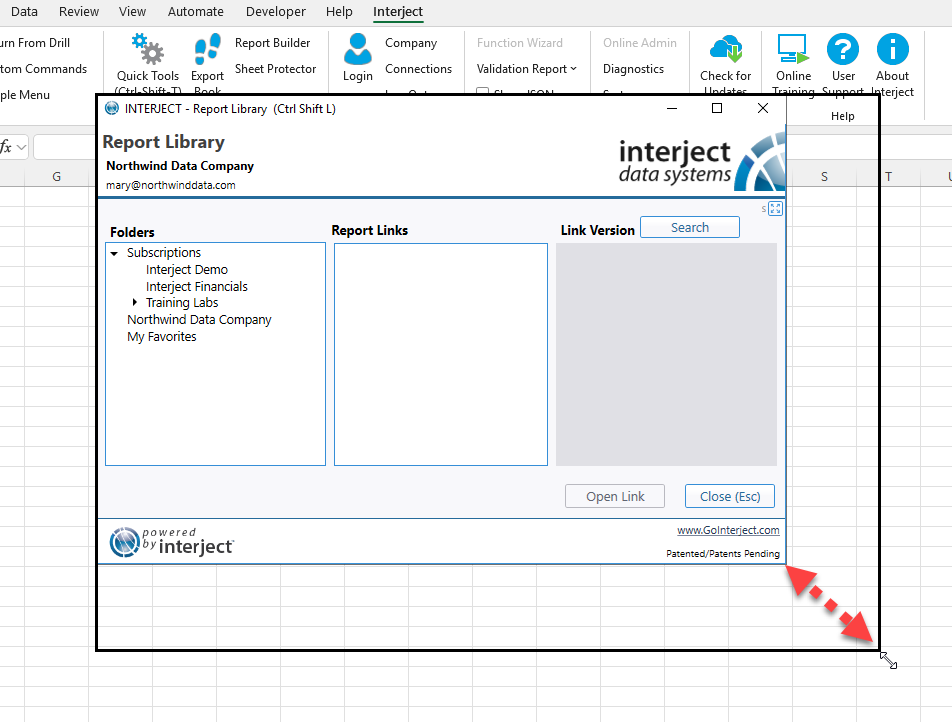 Data Review View Automate Developer Help Interject
urn From Drill
tom Commands
ple Menu
Quick Tools
(Ctrl-Shift-T)
Export
Book
Report Builder
Sheet Protector
Login
Company
Connections
Function Wizard
Validation Report
Online Admin
Diagnostics
Check for
Updates
Online
Training
User
Support
About
Interject
Help
fx
G S T U
INTERJECT - Report Library (Ctrl Shift L)
Report Library
Northwind Data Company
mary@northwinddata.com
interject
data systems
s
Folders
Report Links
Link Version
Search
Subscriptions
Interject Demo
Interject Financials
Training Labs
Northwind Data Company
My Favorites
Open Link
Close (Esc)
powered
by interject
www.GoInterject.com
Patented/Patents Pending